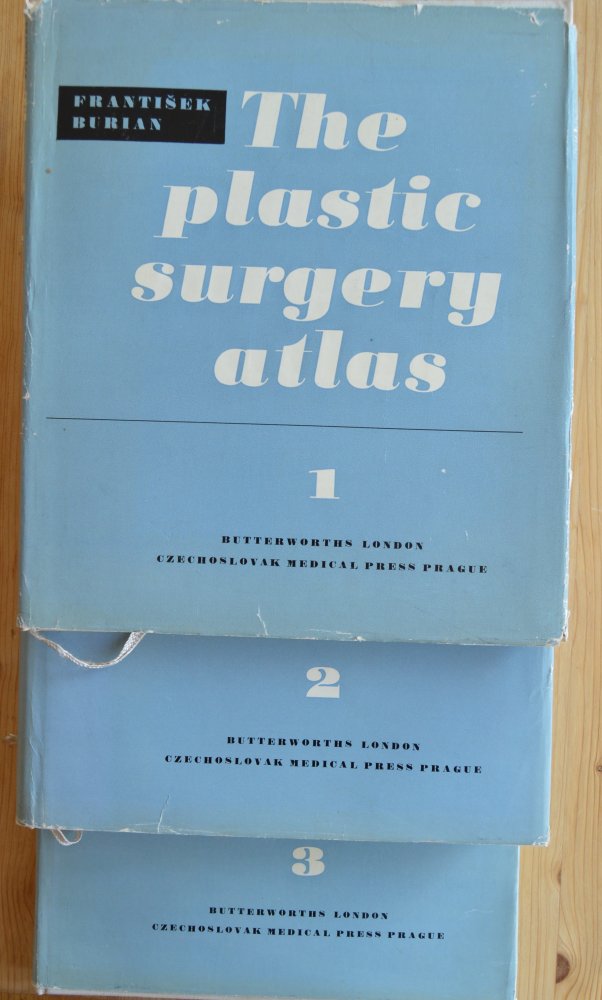 FRANTIŠEK
BURIAN
The
plastic
surgery
atlas
1
BUTTERWORTHS LONDON
CZECHOSLOVAK MEDICAL PRESS PRAGUE
2
BUTTERWORTHS LONDON
CZECHOSLOVAK MEDICAL PRESS PRAGUE
3
BUTTERWORTHS LONDON
CZECHOSLOVAK MEDICAL PRESS PRAGUE